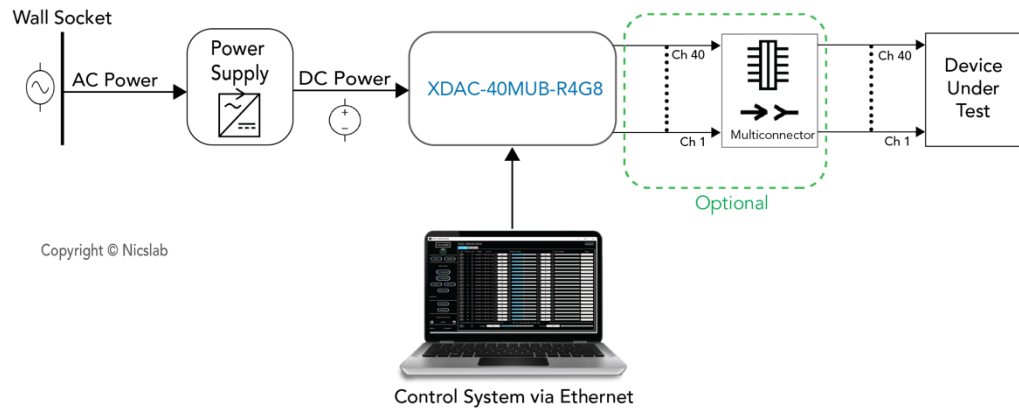 Wall Socket
AC Power
Power
Supply
DC Power
XDAC-40MUB-R4G8
Ch 40
Ch 1
Multiconnector
Optional
Ch 40
Ch 1
Device
Under
Test
Copyright © Nicslab
Control System via Ethernet